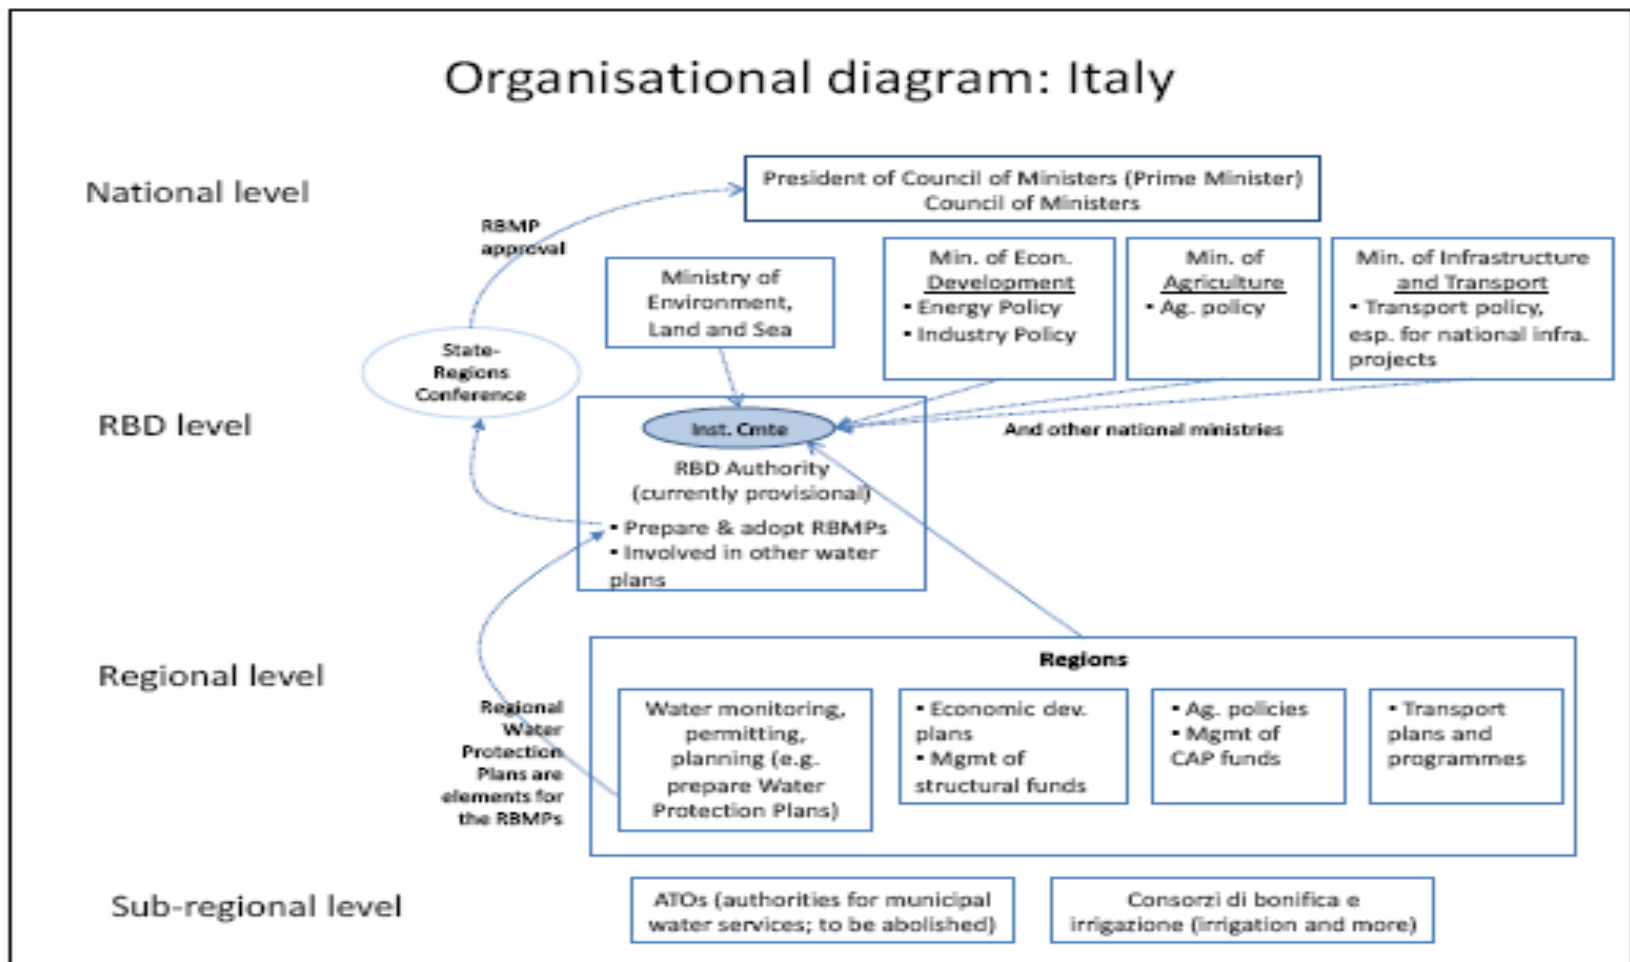 Organisational diagram: Italy
National level
President of Council of Ministers (Prime Minister)
Council of Ministers
RBMP
approval
Ministry of
Environment,
Land and Sea
Min. of Econ.
Development
▪ Energy Policy
▪ Industry Policy
Min. of
Agriculture
▪ Ag. policy
Min. of Infrastructure
and Transport
▪ Transport policy,
esp. for national infra.
projects
State-
Regions
Conference
RBD level
Inst. Cmte
And other national ministries
RBD Authority
(currently provisional)
▪ Prepare & adopt RBMPs
▪ Involved in other water
plans
Regional level
Regions
Regional
Water
Protection
Plans are
elements for
the RBMPs
Water monitoring,
permitting,
planning (e.g.
prepare Water
Protection Plans)
▪ Economic dev.
plans
▪ Mgmt of
structural funds
▪ Ag. policies
▪ Mgmt of
CAP funds
▪ Transport
plans and
programmes
Sub-regional level
ATOs (authorities for municipal
water services; to be abolished)
Consorzi di bonifica e
irrigazione (irrigation and more)